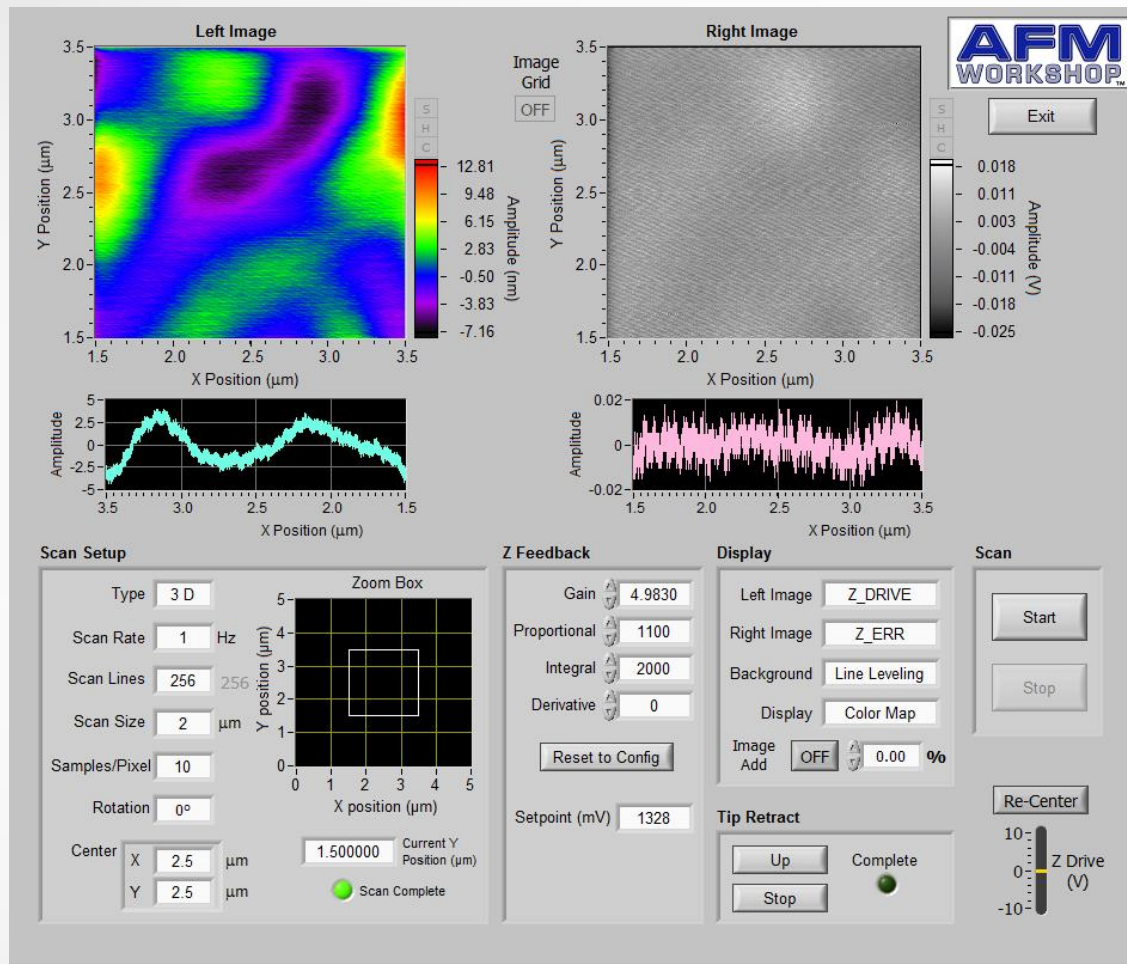 Left Image
Right Image
AFM
WORKSHOP™
Exit
Image
Grid
OFF
S
H
C
S
H
C
3.5
3.0
2.5
2.0
1.5
Y Position (µm)
1.5 2.0 2.5 3.0 3.5
X Position (µm)
12.81
9.48
6.15
2.83
-0.50
-3.83
-7.16
Amplitude (nm)
3.5
3.0
2.5
2.0
1.5
Y Position (µm)
1.5 2.0 2.5 3.0 3.5
X Position (µm)
0.018
0.011
0.003
-0.004
-0.011
-0.018
-0.025
Amplitude (V)
5
2.5
0
-2.5
-5
Amplitude
3.5 3.0 2.5 2.0 1.5
X Position (µm)
0.02
0
-0.02
Amplitude
1.5 2.0 2.5 3.0 3.5
X Position (µm)
Scan Setup
Type 3 D
Scan Rate 1 Hz
Scan Lines 256 256
Scan Size 2 µm
Samples/Pixel 10
Rotation 0º
Center X 2.5 µm
Y 2.5 µm
Zoom Box
5
4
3
2
1
0
Y position (µm)
0 1 2 3 4 5
X position (µm)
1.500000 Current Y
Position (µm)
Scan Complete
Z Feedback
Gain 4.9830
Proportional 1100
Integral 2000
Derivative 0
Reset to Config
Setpoint (mV) 1328
Display
Left Image Z_DRIVE
Right Image Z_ERR
Background Line Leveling
Display Color Map
Image
Add OFF 0.00 %
Tip Retract
Up Complete
Stop
Scan
Start
Stop
Re-Center
10
0
-10
Z Drive
(V)